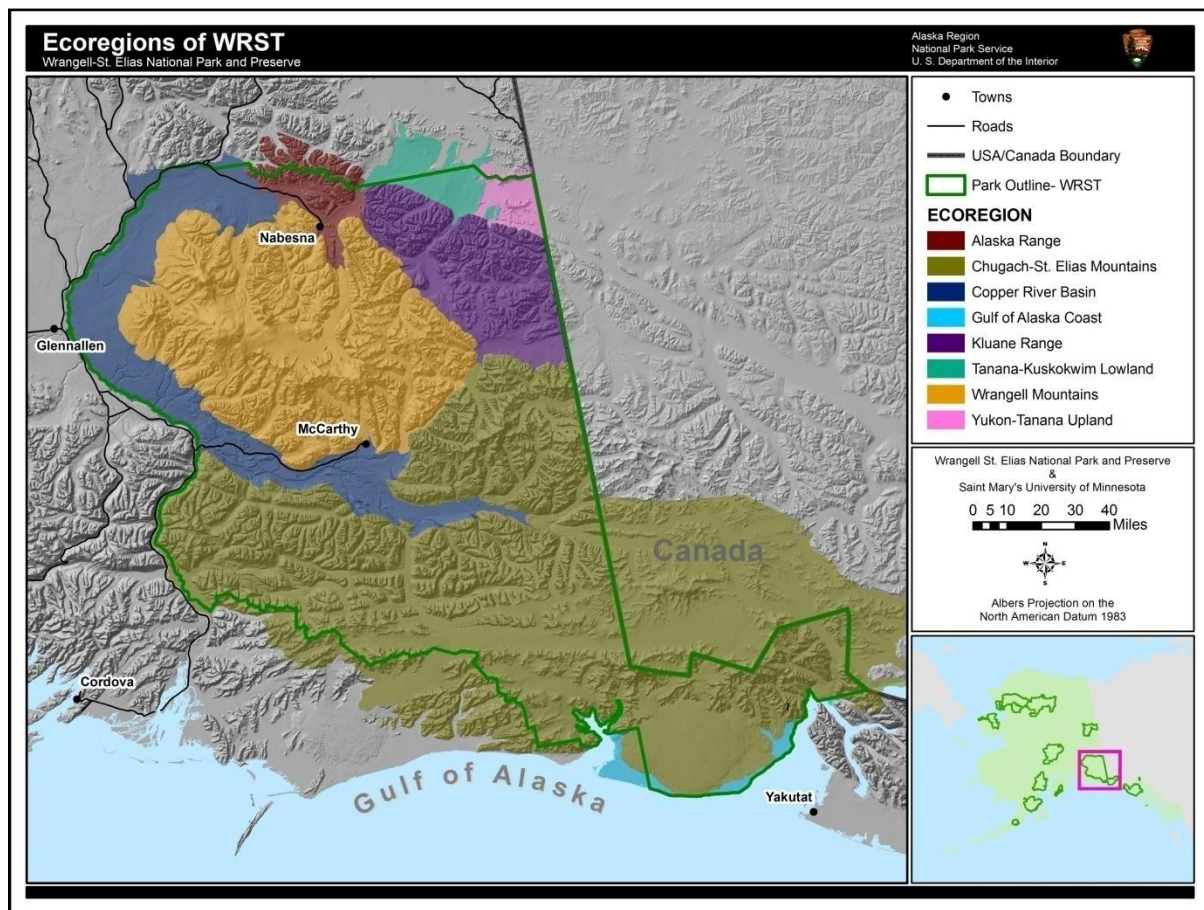 Ecoregions of WRST
Wrangell-St. Elias National Park and Preserve
Alaska Region
National Park Service
U. S. Department of the Interior
Nabesna
Glennallen
McCarthy
Canada
Cordova
Gulf of Alaska
Yakutat
Towns
Roads
USA/Canada Boundary
Park Outline- WRST
ECOREGION
Alaska Range
Chugach-St. Elias Mountains
Copper River Basin
Gulf of Alaska Coast
Kluane Range
Tanana-Kuskokwim Lowland
Wrangell Mountains
Yukon-Tanana Upland
Wrangell St. Elias National Park and Preserve
&
Saint Mary's University of Minnesota
0 5 10 20 30 40
Miles
N
W E
S
Albers Projection on the
North American Datum 1983